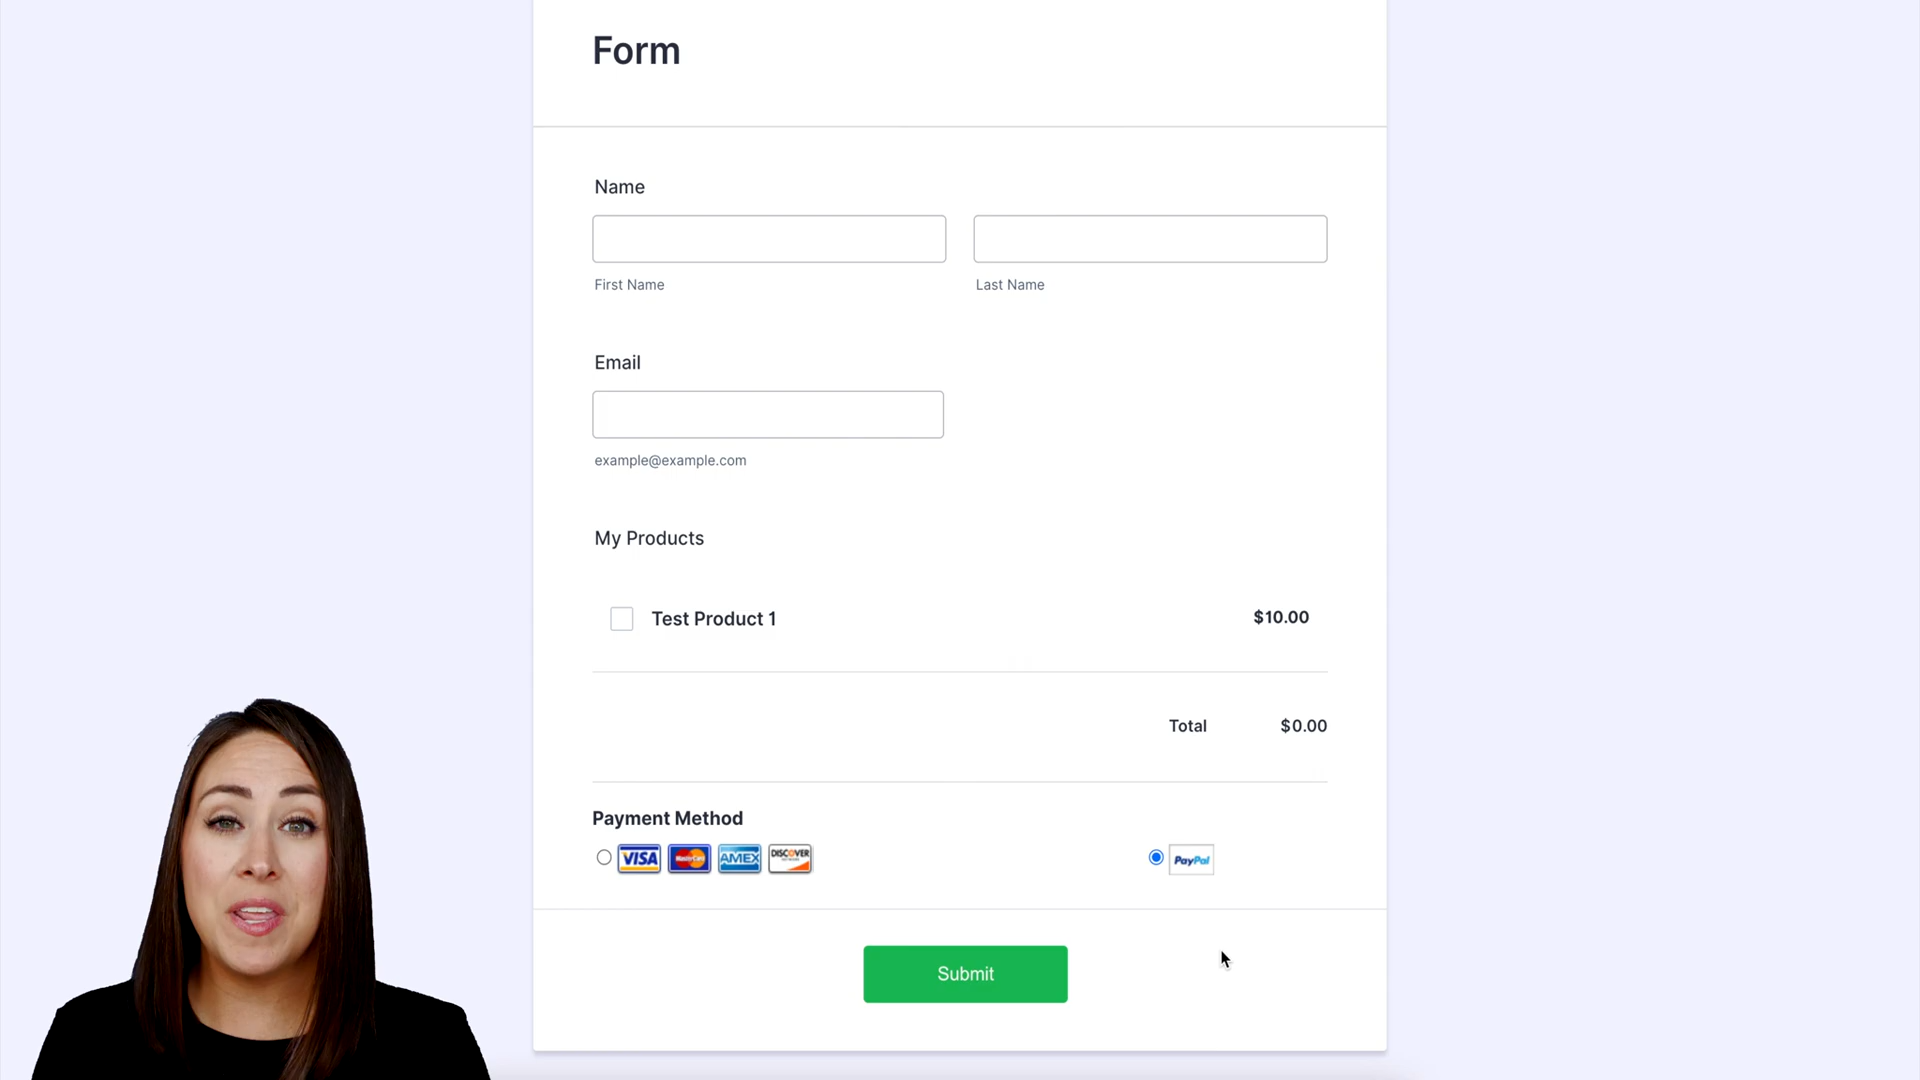 Form
Name
First Name
Last Name
Email
example@example.com
My Products
Test Product 1
$10.00
Total
$0.00
Payment Method
VISA
MasterCard
AMEX
DISCOVER
PayPal
Submit